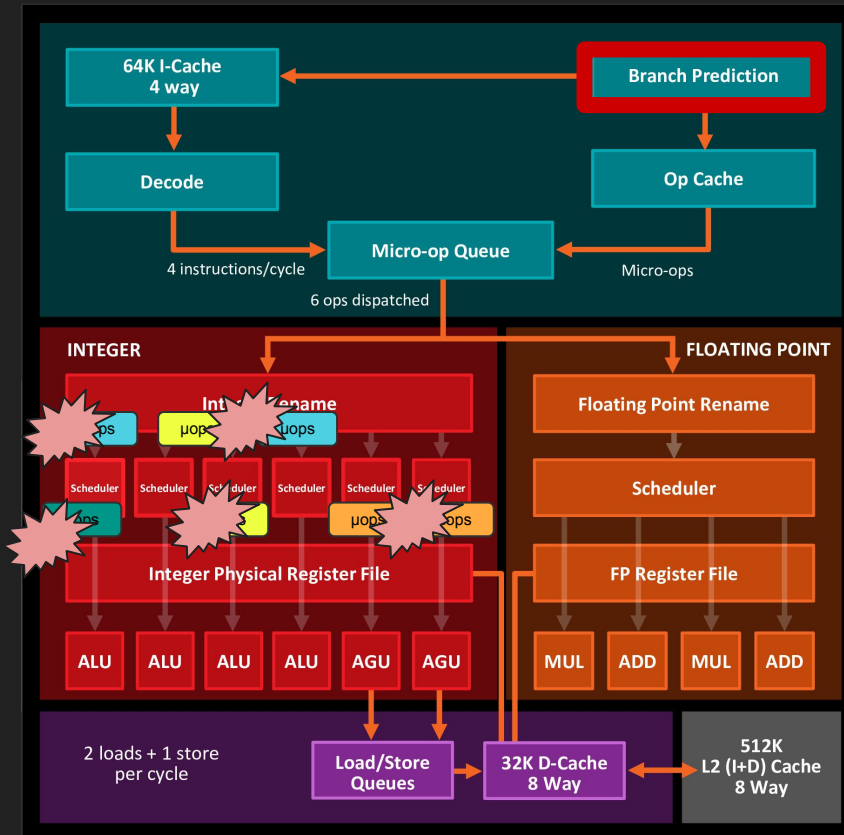 64K I-Cache
4 way
Branch Prediction
Decode
Op Cache
Micro-op Queue
4 instructions/cycle
Micro-ops
6 ops dispatched
INTEGER
FLOATING POINT
Floating Point Rename
μops
Scheduler
Scheduler
Scheduler
Scheduler
Scheduler
Scheduler
μops
Integer Physical Register File
FP Register File
ALU
ALU
ALU
ALU
AGU
AGU
MUL
ADD
MUL
ADD
2 loads + 1 store
per cycle
Load/Store
Queues
32K D-Cache
8 Way
512K
L2 (I+D) Cache
8 Way